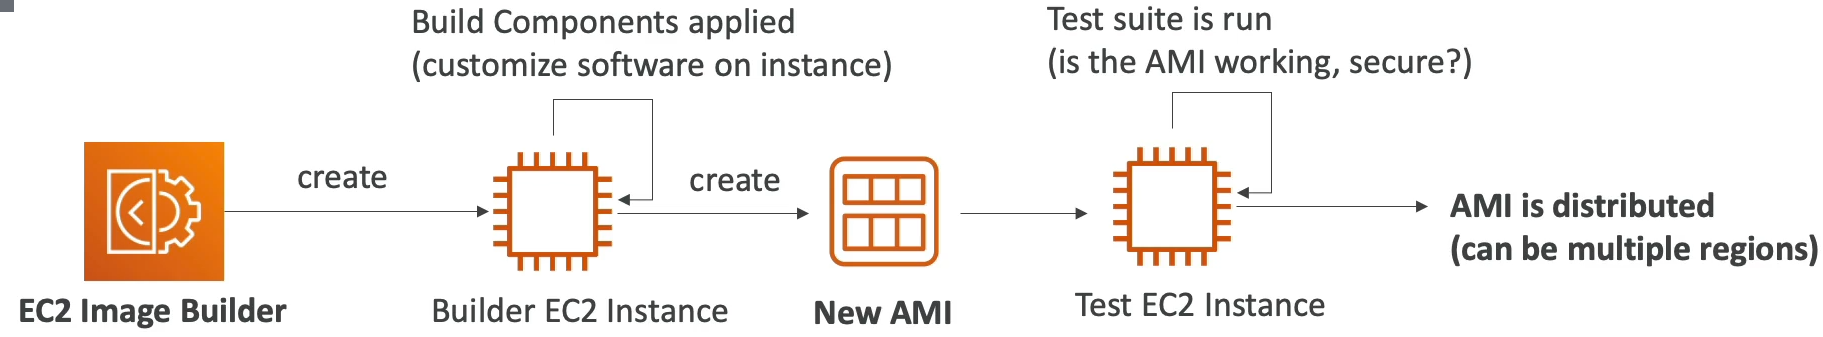 Build Components applied
(customize software on instance)
Test suite is run
(is the AMI working, secure?)
create
create
AMI is distributed
(can be multiple regions)
EC2 Image Builder
Builder EC2 Instance
New AMI
Test EC2 Instance